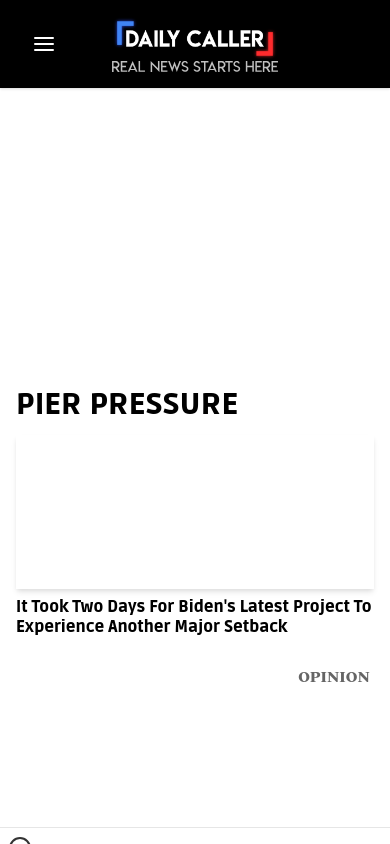 DAILY CALLER
REAL NEWS STARTS HERE
PIER PRESSURE
It Took Two Days For Biden's Latest Project To
Experience Another Major Setback
OPINION